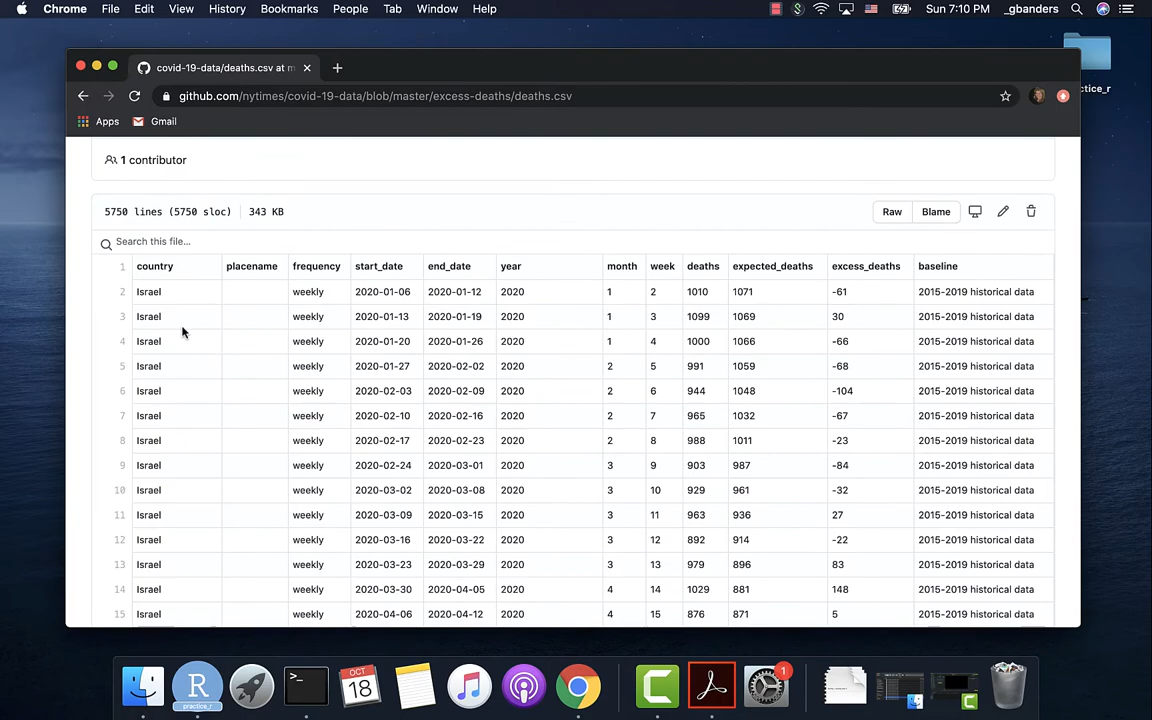 Chrome File Edit View History Bookmarks People Tab Window Help Sun 7:10 PM _gbanders
covid-19-data/deaths.csv at m
ctice_r
github.com/nytimes/covid-19-data/blob/master/excess-deaths/deaths.csv
Apps Gmail
1 contributor
5750 lines (5750 sloc) 343 KB Raw Blame
Search this file...
1 country placename frequency start_date end_date year month week deaths expected_deaths excess_deaths baseline
2 Israel weekly 2020-01-06 2020-01-12 2020 1 2 1010 1071 -61 2015-2019 historical data
3 Israel weekly 2020-01-13 2020-01-19 2020 1 3 1099 1069 30 2015-2019 historical data
4 Israel weekly 2020-01-20 2020-01-26 2020 1 4 1000 1066 -66 2015-2019 historical data
5 Israel weekly 2020-01-27 2020-02-02 2020 2 5 991 1059 -68 2015-2019 historical data
6 Israel weekly 2020-02-03 2020-02-09 2020 2 6 944 1048 -104 2015-2019 historical data
7 Israel weekly 2020-02-10 2020-02-16 2020 2 7 965 1032 -67 2015-2019 historical data
8 Israel weekly 2020-02-17 2020-02-23 2020 2 8 988 1011 -23 2015-2019 historical data
9 Israel weekly 2020-02-24 2020-03-01 2020 3 9 903 987 -84 2015-2019 historical data
10 Israel weekly 2020-03-02 2020-03-08 2020 3 10 929 961 -32 2015-2019 historical data
11 Israel weekly 2020-03-09 2020-03-15 2020 3 11 963 936 27 2015-2019 historical data
12 Israel weekly 2020-03-16 2020-03-22 2020 3 12 892 914 -22 2015-2019 historical data
13 Israel weekly 2020-03-23 2020-03-29 2020 3 13 979 896 83 2015-2019 historical data
14 Israel weekly 2020-03-30 2020-04-05 2020 4 14 1029 881 148 2015-2019 historical data
15 Israel weekly 2020-04-06 2020-04-12 2020 4 15 876 871 5 2015-2019 historical data
R
practice_r
>_
OCT
18
C
1